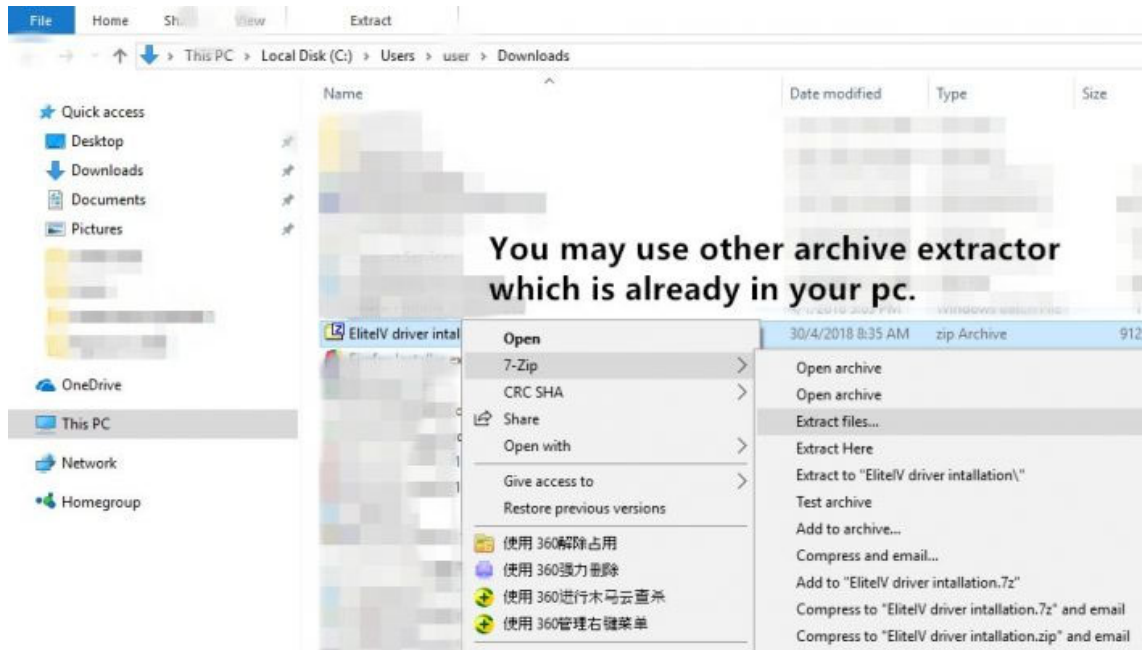 File Home Extract
This PC > Local Disk (C:) > Users > user > Downloads
Name Date modified Type Size
Quick access
Desktop
Downloads
Documents
Pictures
OneDrive
This PC
Network
Homegroup
You may use other archive extractor
which is already in your pc.
EliteIV driver intal 30/4/2018 8:35 AM zip Archive 912
Open
7-Zip
CRC SHA
Share
Open with
Give access to
Restore previous versions
使用 360解除占用
使用 360强力删除
使用 360进行木马云查杀
使用 360管理右键菜单
Open archive
Open archive
Extract files...
Extract Here
Extract to "EliteIV driver intallation\"
Test archive
Add to archive...
Compress and email...
Add to "EliteIV driver intallation.7z"
Compress to "EliteIV driver intallation.7z" and email
Compress to "EliteIV driver intallation.zip" and email